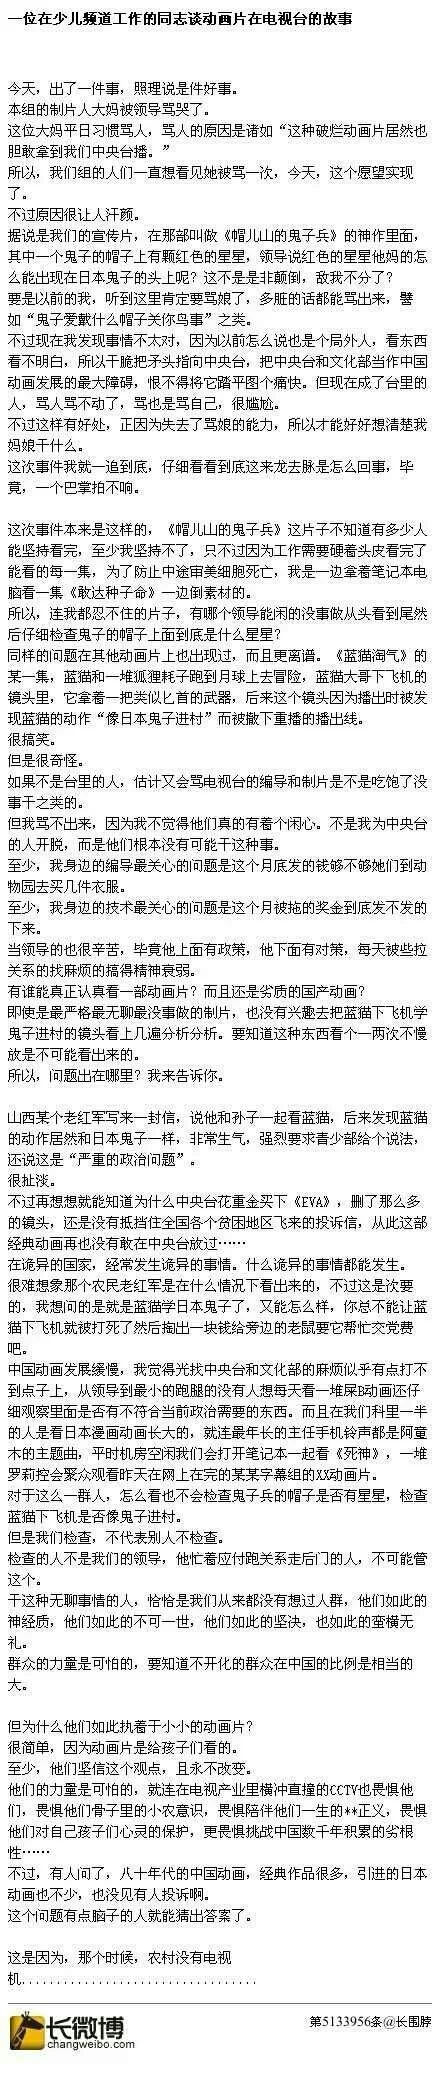 一位在少儿频道工作的同志谈动画片在电视台的故事
今天，出了一件事，照理说是件好事。
本组的制片人大妈被领导骂哭了。
这位大妈平日习惯骂人，骂人的原因是诸如“这种破烂动画片居然也
胆敢拿到我们中央台播。”
所以，我们组的人们一直想看见她被骂一次，今天，这个愿望实现
了。
不过原因很让人汗颜。
据说是我们的宣传片，在那部叫做《帽儿山的鬼子兵》的神作里面，
其中一个鬼子的帽子上有颗红色的星星，领导说红色的星星他妈的怎
么能出现在日本鬼子的头上呢？这不是是非颠倒，敌我不分了？
要是以前的我，听到这里肯定要骂娘了，多脏的话都能骂出来，譬
如“鬼子爱戴什么帽子关你鸟事”之类。
不过现在我发现事情不太对，因为以前怎么说也是个局外人，看东西
看不明白，所以干脆把矛头指向中央台，把中央台和文化部当作中国
动画发展的最大障碍，恨不得将它踏平图个痛快。但现在成了台里的
人，骂人骂不动了，骂也是骂自己，很尴尬。
不过这样有好处，正因为失去了骂娘的能力，所以才能好好想清楚我
妈娘干什么。
这次事件我就一追到底，仔细看看到底这来龙去脉是怎么回事，毕
竟，一个巴掌拍不响。
这次事件本来是这样的，《帽儿山的鬼子兵》这片子不知道有多少人
能坚持看完，至少我坚持不了，只不过因为工作需要硬着头皮看完了
能看的每一集，为了防止中途审美细胞死亡，我是一边拿着笔记本电
脑看一集《敢达种子命》一边倒素材的。
所以，连我都忍不住的片子，有哪个领导能闲的没事做从头看到尾然
后仔细检查鬼子的帽子上面到底是什么星星？
同样的问题在其他动画片上也出现过，而且更离谱。《蓝猫淘气》的
某一集，蓝猫和一堆狐狸耗子跑到月球上去冒险，蓝猫大哥下飞机的
镜头里，它拿着一把类似匕首的武器，后来这个镜头因为播出时被发
现蓝猫的动作“像日本鬼子进村”而被撤下重播的播出线。
很搞笑。
但是很奇怪。
如果不是台里的人，估计又会骂电视台的编导和制片是不是吃饱了没
事干之类的。
但我骂不出来，因为我不觉得他们真的有着个闲心。不是我为中央台
的人开脱，而是他们根本没有可能干这种事。
至少，我身边的编导最关心的问题是这个月底发的钱够不够她们到动
物园去买几件衣服。
至少，我身边的技术最关心的问题是这个月被拖的奖金到底发不发的
下来。
当领导的也很辛苦，毕竟他上面有政策，他下面有对策，每天被些拉
关系的找麻烦的搞得精神衰弱。
有谁能真正认真看一部动画片？而且还是劣质的国产动画？
即使是最严格最无聊最没事做的制片，也没有兴趣去把蓝猫下飞机学
鬼子进村的镜头看上几遍分析分析。要知道这种东西看个一两次不慢
放是不可能看出来的。
所以，问题出在哪里？我来告诉你。
山西某个老红军写来一封信，说他和孙子一起看蓝猫，后来发现蓝猫
的动作居然和日本鬼子一样，非常生气，强烈要求青少部给个说法，
还说这是“严重的政治问题”。
很扯淡。
不过再想想就能知道为什么中央台花重金买下《EVA》，删了那么多
的镜头，还是没有抵挡住全国各个贫困地区飞来的投诉信，从此这部
经典动画再也没有敢在中央台放过……
在诡异的国家，经常发生诡异的事情。什么诡异的事情都能发生。
很难想象那个农民老红军是在什么情况下看出来的，不过这是次要
的，我想问的是就是蓝猫学日本鬼子了，又能怎么样，你总不能让蓝
猫下飞机就被打死了然后掏出一块钱给旁边的老鼠要它帮忙交党费
吧。
中国动画发展缓慢，我觉得光找中央台和文化部的麻烦似乎有点打不
到点子上，从领导到最小的跑腿的没有人想每天看一堆屎B动画还仔
细观察里面是否有不符合当前政治需要的东西。而且在我们科里一半
的人是看日本漫画动画长大的，就连最年长的主任手机铃声都是阿童
木的主题曲，平时机房空闲我们会打开笔记本一起看《死神》，一堆
罗莉控会聚众观看昨天在网上在完的某某字幕组的XX动画片。
对于这么一群人，怎么看也不会检查鬼子兵的帽子是否有星星，检查
蓝猫下飞机是否像鬼子进村。
但是我们检查，不代表别人不检查。
检查的人不是我们的领导，他忙着应付跑关系走后门的人，不可能管
这个。
干这种无聊事情的人，恰恰是我们从来都没有想过人群，他们如此的
神经质，他们如此的不可一世，他们如此的坚决，也如此的蛮横无
礼。
群众的力量是可怕的，要知道不开化的群众在中国的比例是相当的
大。
但为什么他们如此执着于小小的动画片？
很简单，因为动画片是给孩子们看的。
至少，他们坚信这个观点，且永不改变。
他们的力量是可怕的，就连在电视产业里横冲直撞的CCTV也畏惧他
们，畏惧他们骨子里的小农意识，畏惧陪伴他们一生的**正义，畏惧
他们对自己孩子们心灵的保护，更畏惧挑战中国数千年积累的劣根
性……
不过，有人问了，八十年代的中国动画，经典作品很多，引进的日本
动画也不少，也没见有人投诉啊。
这个问题有点脑子的人就能猜出答案了。
这是因为，那个时候，农村没有电视
机..................................
长微博
changweibo.com
第5133956条@长围脖